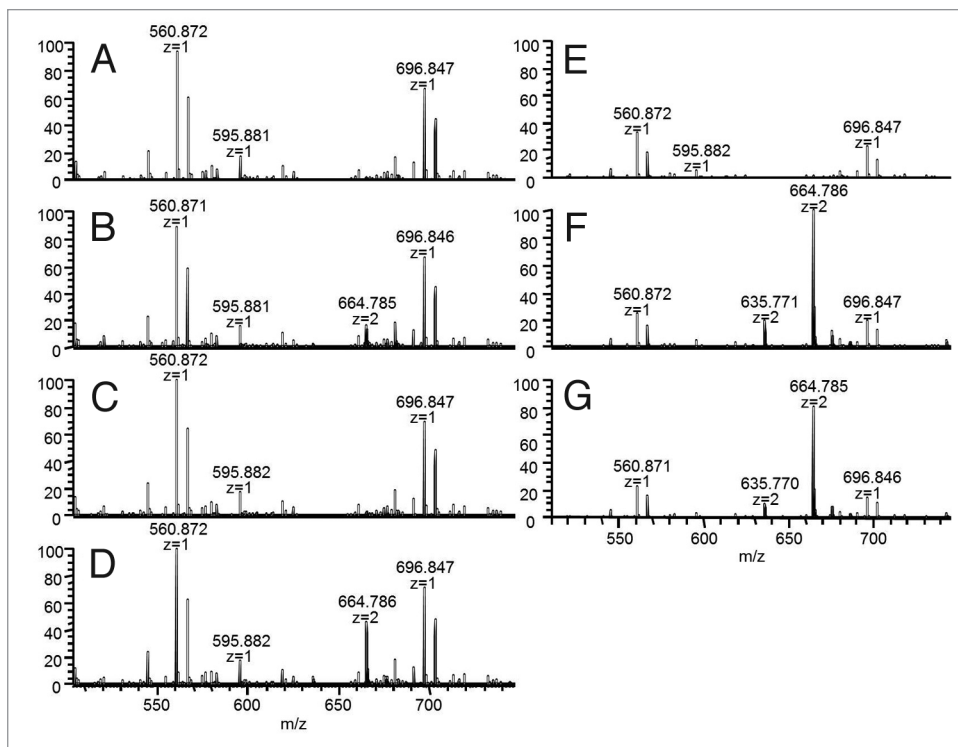 560.872
z=1
100
80
60
40
20
0
A
595.881
z=1
696.847
z=1
560.871
z=1
100
80
60
40
20
0
B
595.881
z=1
664.785
z=2
696.846
z=1
560.872
z=1
100
80
60
40
20
0
C
595.882
z=1
696.847
z=1
560.872
z=1
100
80
60
40
20
0
D
595.882
z=1
664.786
z=2
696.847
z=1
550
600
650
700
m/z
100
80
60
40
20
0
E
560.872
z=1
595.882
z=1
696.847
z=1
664.786
z=2
100
80
60
40
20
0
F
560.872
z=1
635.771
z=2
696.847
z=1
100
80
60
40
20
0
G
664.785
z=2
560.871
z=1
635.770
z=2
696.846
z=1
550
600
650
700
m/z